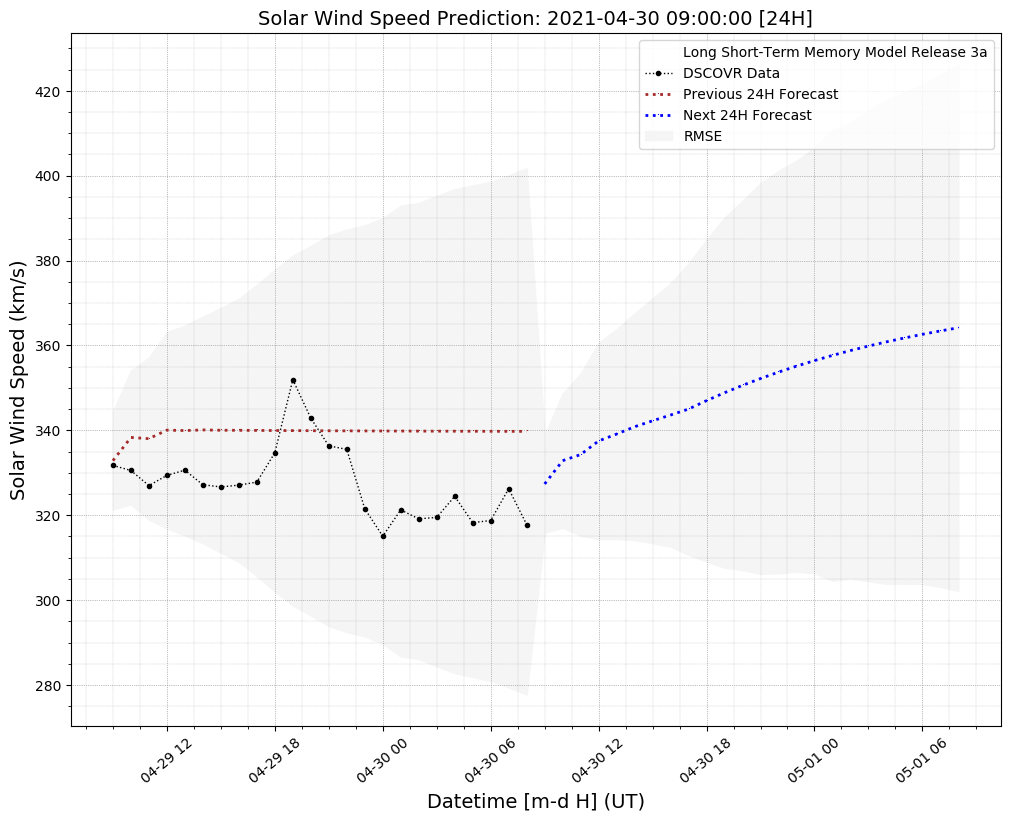 Solar Wind Speed Prediction: 2021-04-30 09:00:00 [24H]
Long Short-Term Memory Model Release 3a
DSCOVR Data
Previous 24H Forecast
Next 24H Forecast
RMSE
Solar Wind Speed (km/s)
420
400
380
360
340
320
300
280
04-29 12
04-29 18
04-30 00
04-30 06
04-30 12
04-30 18
05-01 00
05-01 06
Datetime [m-d H] (UT)